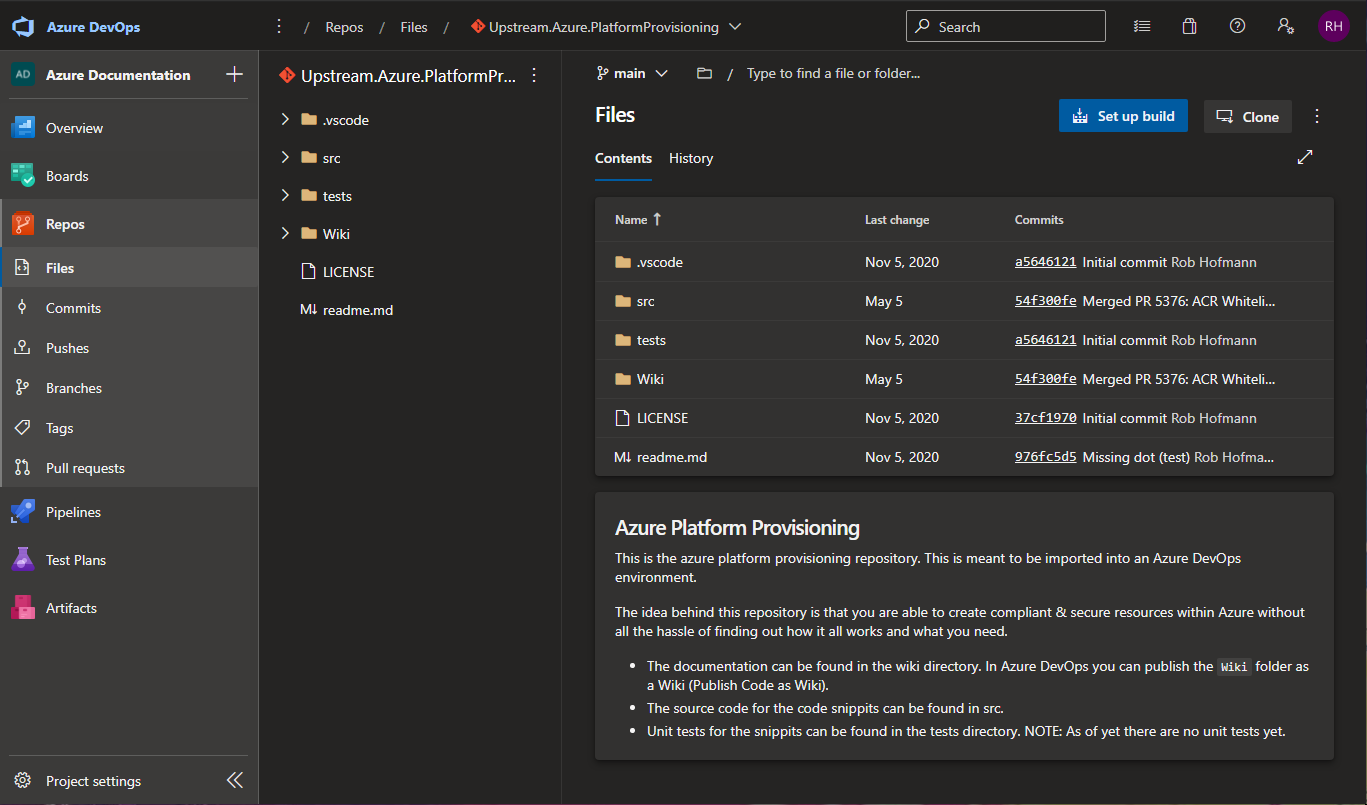 Azure DevOps
/ Repos / Files / Upstream.Azure.PlatformProvisioning
Search
RH
AD Azure Documentation
Overview
Boards
Repos
Files
Commits
Pushes
Branches
Tags
Pull requests
Pipelines
Test Plans
Artifacts
Project settings
Upstream.Azure.PlatformPr...
.vscode
src
tests
Wiki
LICENSE
M↓ readme.md
main / Type to find a file or folder...
Files
Set up build
Clone
Contents History
Name ↑ Last change Commits
.vscode Nov 5, 2020 a5646121 Initial commit Rob Hofmann
src May 5 54f300fe Merged PR 5376: ACR Whiteli...
tests Nov 5, 2020 a5646121 Initial commit Rob Hofmann
Wiki May 5 54f300fe Merged PR 5376: ACR Whiteli...
LICENSE Nov 5, 2020 37cf1970 Initial commit Rob Hofmann
M↓ readme.md Nov 5, 2020 976fc5d5 Missing dot (test) Rob Hofma...
Azure Platform Provisioning
This is the azure platform provisioning repository. This is meant to be imported into an Azure DevOps
environment.
The idea behind this repository is that you are able to create compliant & secure resources within Azure without
all the hassle of finding out how it all works and what you need.
• The documentation can be found in the wiki directory. In Azure DevOps you can publish the Wiki folder as
a Wiki (Publish Code as Wiki).
• The source code for the code snippits can be found in src.
• Unit tests for the snippits can be found in the tests directory. NOTE: As of yet there are no unit tests yet.